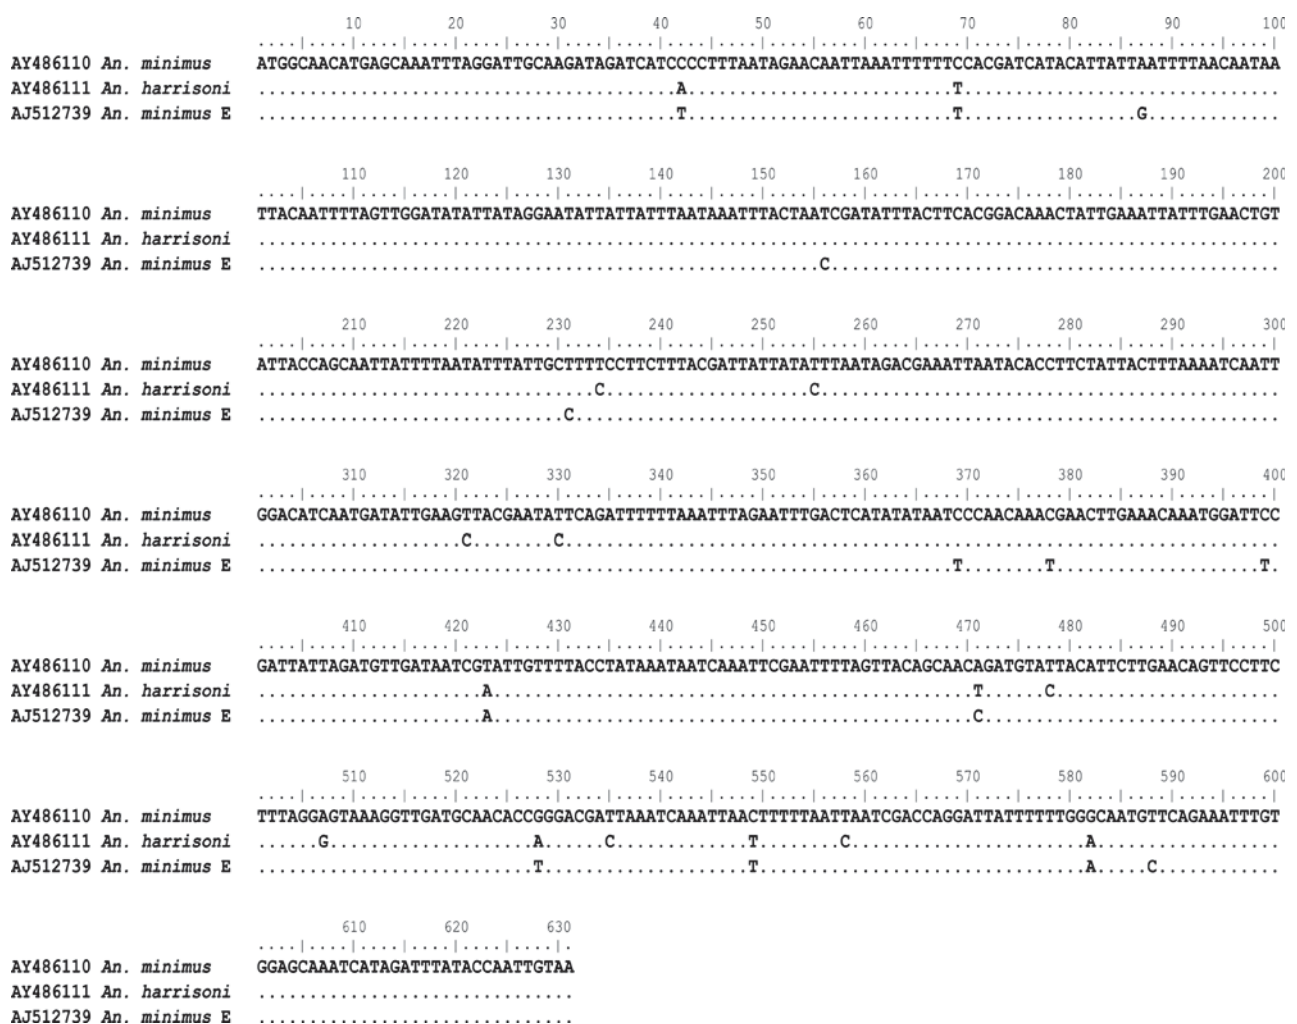 10 20 30 40 50 60 70 80 90 100
....|....|....|....|....|....|....|....|....|....|....|....|....|....|....|....|....|....|....|....|
AY486110 An. minimus ATGGCAACATGAGCAAATTTAGGATTGCAAGATAGATCATCCCCTTTAATAGAACAATTAAATTTTTTCCACGATCATACATTATTAATTTTAACAATAA
AY486111 An. harrisoni .........................................A..........................T...............................
AJ512739 An. minimus E .........................................T..........................T.................G.............
110 120 130 140 150 160 170 180 190 200
....|....|....|....|....|....|....|....|....|....|....|....|....|....|....|....|....|....|....|....|
AY486110 An. minimus TTACAATTTTAGTTGGATATATTATAGGAATATTATTATTTAATAAATTTACTAATCGATATTTACTTCACGGACAAACTATTGAAATTATTTGAACTGT
AY486111 An. harrisoni ....................................................................................................
AJ512739 An. minimus E .......................................................C............................................
210 220 230 240 250 260 270 280 290 300
....|....|....|....|....|....|....|....|....|....|....|....|....|....|....|....|....|....|....|....|
AY486110 An. minimus ATTACCAGCAATTATTTTAATATTTATTGCTTTTCCTTCTTTACGATTATTATATTTAATAGACGAAATTAATACACCTTCTATTACTTTAAAATCAATT
AY486111 An. harrisoni .................................C....................C.............................................
AJ512739 An. minimus E ..............................C.....................................................................
310 320 330 340 350 360 370 380 390 400
....|....|....|....|....|....|....|....|....|....|....|....|....|....|....|....|....|....|....|....|
AY486110 An. minimus GGACATCAATGATATTGAAGTTACGAATATTCAGATTTTTTAAATTTAGAATTTGACTCATATATAATCCCAACAAACGAACTTGAAACAAATGGATTCC
AY486111 An. harrisoni ....................C........C......................................................................
AJ512739 An. minimus E ....................................................................T........T....................T.
410 420 430 440 450 460 470 480 490 500
....|....|....|....|....|....|....|....|....|....|....|....|....|....|....|....|....|....|....|....|
AY486110 An. minimus GATTATTAGATGTTGATAATCGTATTGTTTTACCTATAAATAATCAAATTCGAATTTTAGTTACAGCAACAGATGTATTACATTCTTGAACAGTTCCTTC
AY486111 An. harrisoni ......................A...............................................T......C......................
AJ512739 An. minimus E ......................A...............................................C.............................
510 520 530 540 550 560 570 580 590 600
....|....|....|....|....|....|....|....|....|....|....|....|....|....|....|....|....|....|....|....|
AY486110 An. minimus TTTAGGAGTAAAGGTTGATGCAACACCGGGACGATTAAATCAAATTAACTTTTTAATTAATCGACCAGGATTATTTTTTGGGCAATGTTCAGAAATTTGT
AY486111 An. harrisoni ......G....................A......C.............T........C.......................A..................
AJ512739 An. minimus E ...........................T....................T................................A.....C............
610 620 630
....|....|....|....|....|....|.
AY486110 An. minimus GGAGCAAATCATAGATTTATACCAATTGTAA
AY486111 An. harrisoni ...............................
AJ512739 An. minimus E ...............................